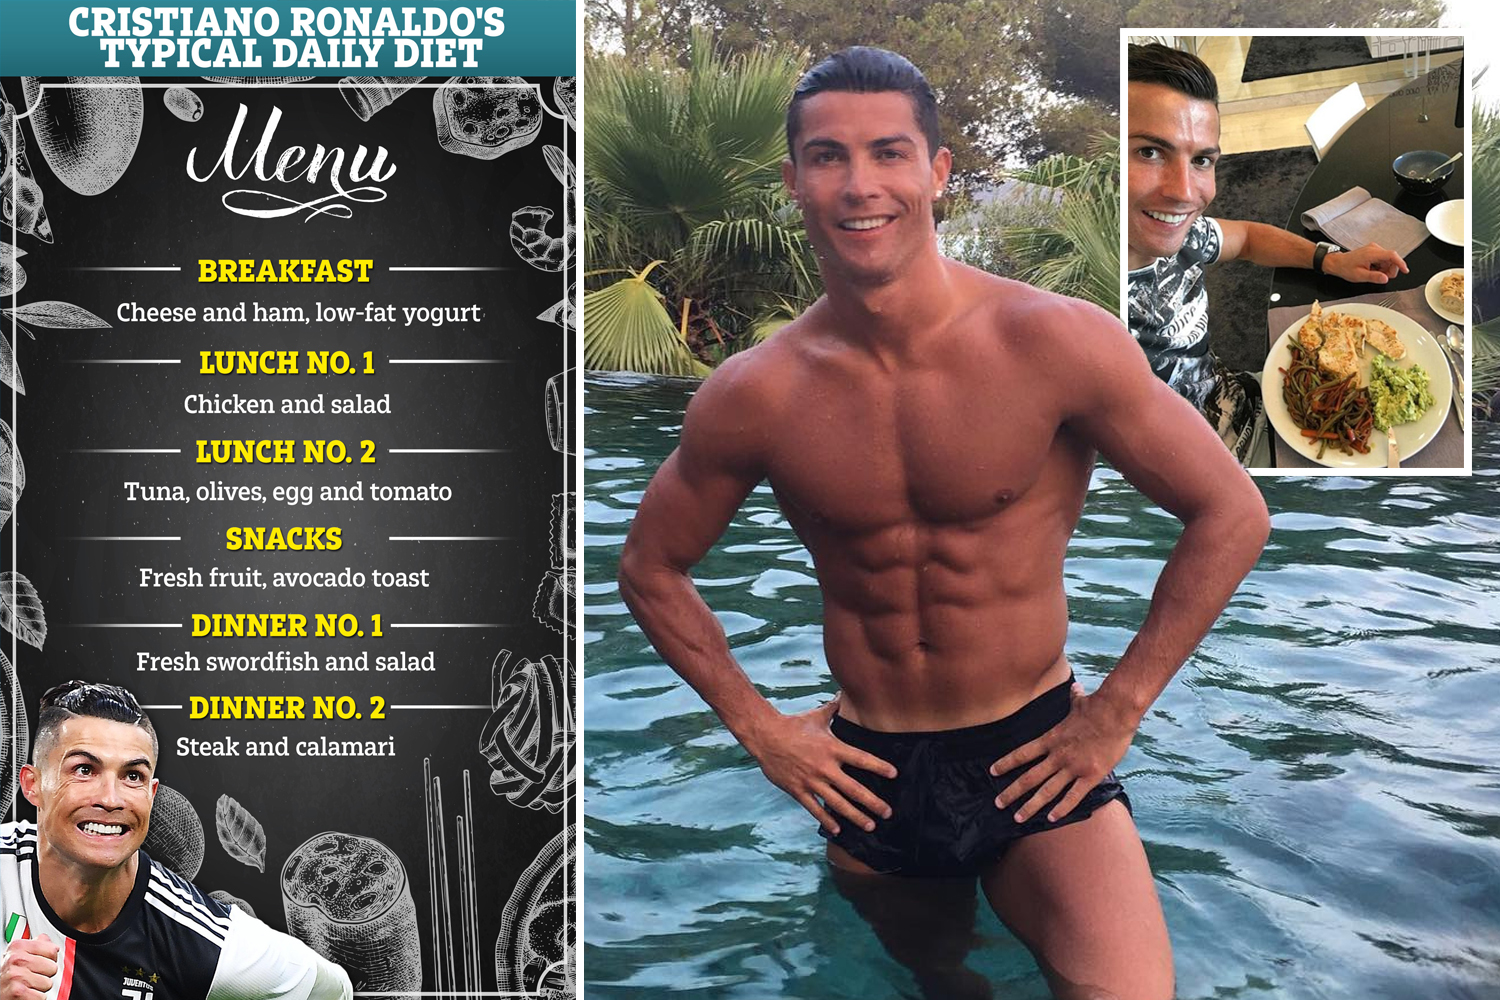 CRISTIANO RONALDO'S
TYPICAL DAILY DIET
Menu
BREAKFAST
Cheese and ham, low-fat yogurt
LUNCH NO. 1
Chicken and salad
LUNCH NO. 2
Tuna, olives, egg and tomato
SNACKS
Fresh fruit, avocado toast
DINNER NO. 1
Fresh swordfish and salad
DINNER NO. 2
Steak and calamari
JUVENTUS